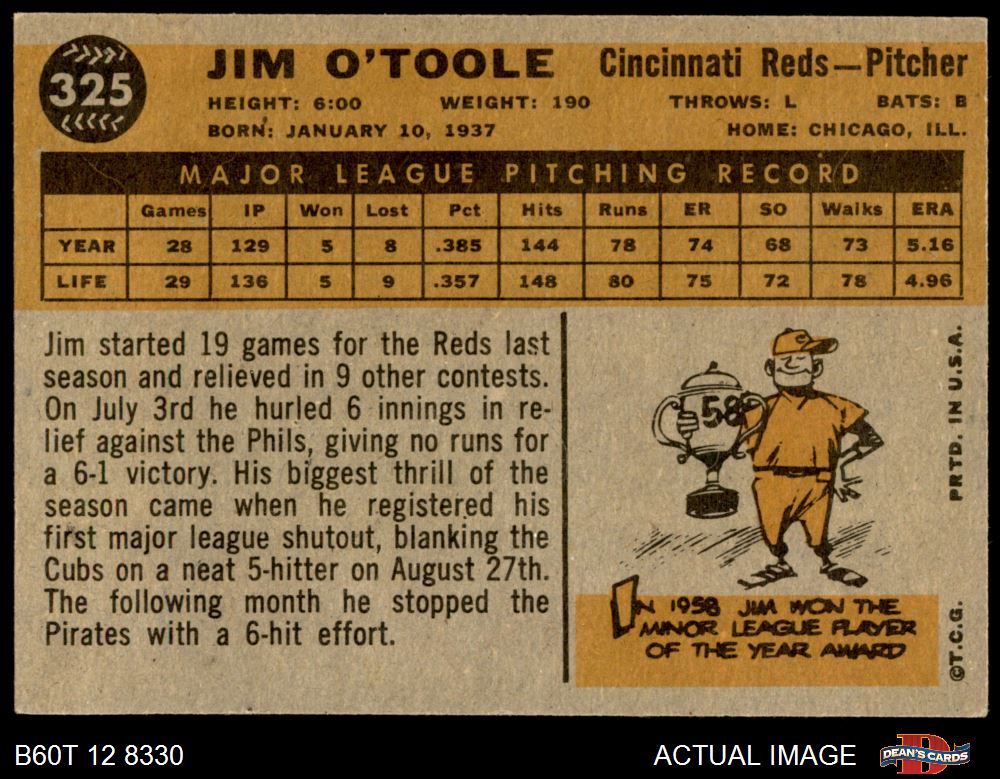 325
JIM O'TOOLE Cincinnati Reds—Pitcher
HEIGHT: 6:00 WEIGHT: 190 THROWS: L BATS: B
BORN: JANUARY 10, 1937 HOME: CHICAGO, ILL.
MAJOR LEAGUE PITCHING RECORD
Games IP Won Lost Pct Hits Runs ER SO Walks ERA
YEAR 28 129 5 8 .385 144 78 74 68 73 5.16
LIFE 29 136 5 9 .357 148 80 75 72 78 4.96
Jim started 19 games for the Reds last
season and relieved in 9 other contests.
On July 3rd he hurled 6 innings in re-
lief against the Phils, giving no runs for
a 6-1 victory. His biggest thrill of the
season came when he registered his
first major league shutout, blanking the
Cubs on a neat 5-hitter on August 27th.
The following month he stopped the
Pirates with a 6-hit effort.
C
58
IN 1958 JIM WON THE
MINOR LEAGUE PLAYER
OF THE YEAR AWARD
©T.C.G. PRTD. IN U.S.A.
B60T 12 8330 ACTUAL IMAGE
D
DEAN'S CARDS